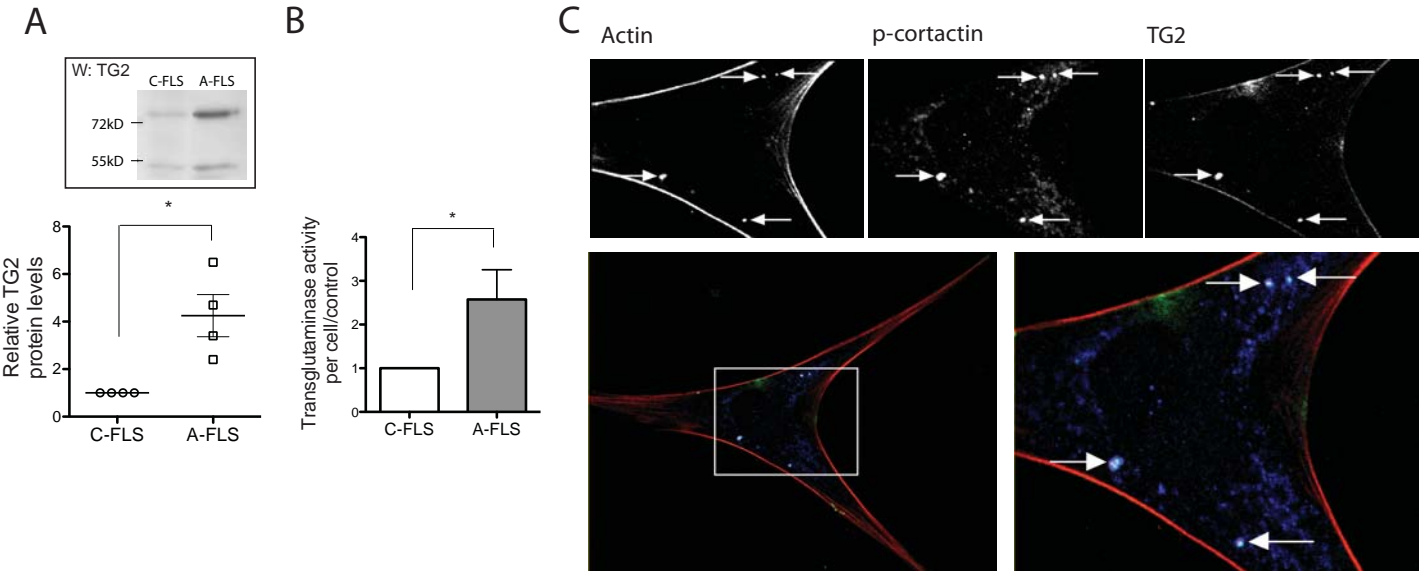 A
W: TG2
C-FLS A-FLS
72kD
55kD
*
8
6
4
2
0
Relative TG2
protein levels
C-FLS A-FLS
B
*
4
3
2
1
0
Transglutaminase activity
per cell/control
C-FLS A-FLS
C
Actin p-cortactin TG2